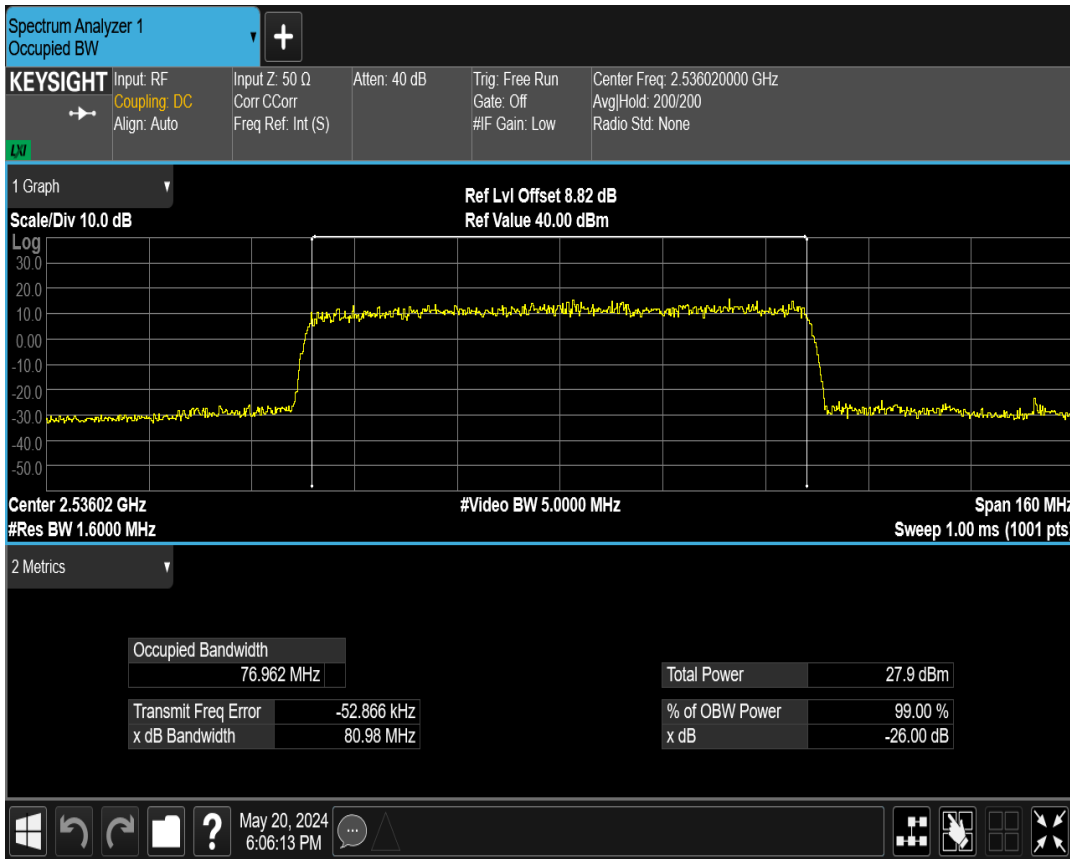 Spectrum Analyzer 1
Occupied BW
+
KEYSIGHT
LXI
Input: RF
Coupling: DC
Align: Auto
Input Z: 50 Ω
Corr CCorr
Freq Ref: Int (S)
Atten: 40 dB
Trig: Free Run
Gate: Off
#IF Gain: Low
Center Freq: 2.536020000 GHz
Avg|Hold: 200/200
Radio Std: None
1 Graph
Ref Lvl Offset 8.82 dB
Scale/Div 10.0 dB
Ref Value 40.00 dBm
Log
30.0
20.0
10.0
0.00
-10.0
-20.0
-30.0
-40.0
-50.0
Center 2.53602 GHz
#Video BW 5.0000 MHz
Span 160 MHz
#Res BW 1.6000 MHz
Sweep 1.00 ms (1001 pts)
2 Metrics
Occupied Bandwidth
76.962 MHz
Total Power 27.9 dBm
Transmit Freq Error -52.866 kHz
% of OBW Power 99.00 %
x dB Bandwidth 80.98 MHz
x dB -26.00 dB
?
May 20, 2024
6:06:13 PM